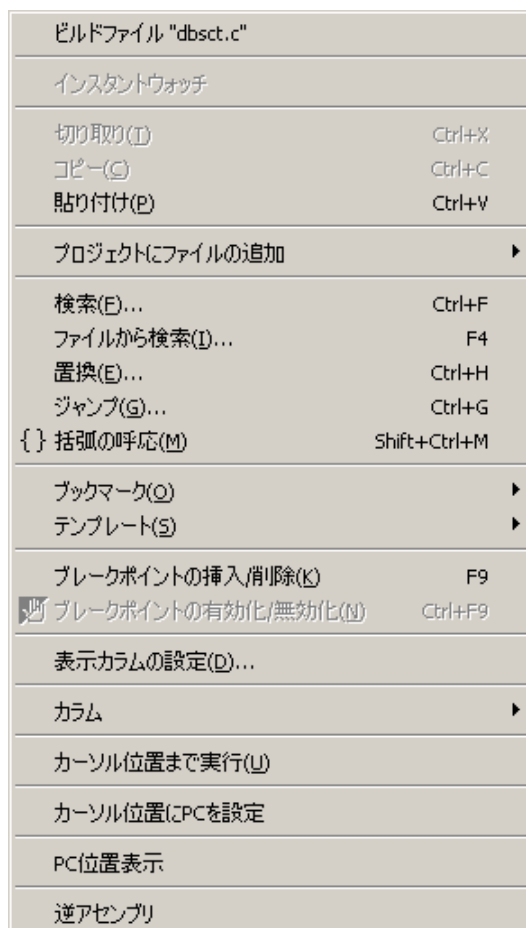 ビルドファイル "dbsct.c"
インスタントウォッチ
切り取り(T) Ctrl+X
コピー(C) Ctrl+C
貼り付け(P) Ctrl+V
プロジェクトにファイルの追加
検索(F)... Ctrl+F
ファイルから検索(I)... F4
置換(E)... Ctrl+H
ジャンプ(G)... Ctrl+G
{ } 括弧の呼応(M) Shift+Ctrl+M
ブックマーク(O)
テンプレート(S)
ブレークポイントの挿入/削除(K) F9
ブレークポイントの有効化/無効化(N) Ctrl+F9
表示カラムの設定(D)...
カラム
カーソル位置まで実行(U)
カーソル位置にPCを設定
PC位置表示
逆アセンブリ